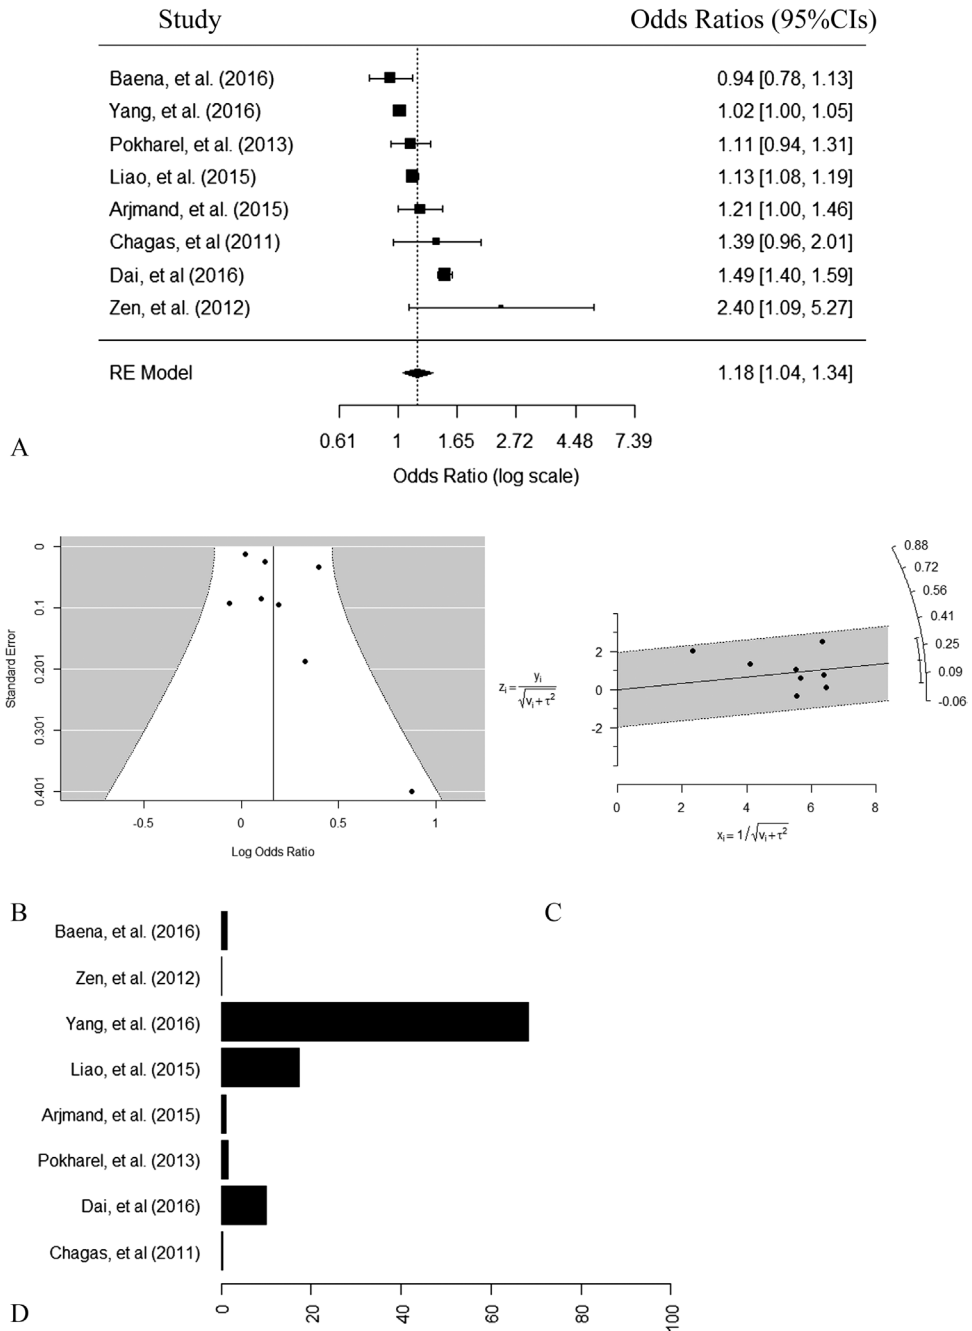 Study Odds Ratios (95%CIs)
Baena, et al. (2016) 0.94 [0.78, 1.13]
Yang, et al. (2016) 1.02 [1.00, 1.05]
Pokharel, et al. (2013) 1.11 [0.94, 1.31]
Liao, et al. (2015) 1.13 [1.08, 1.19]
Arjmand, et al. (2015) 1.21 [1.00, 1.46]
Chagas, et al (2011) 1.39 [0.96, 2.01]
Dai, et al (2016) 1.49 [1.40, 1.59]
Zen, et al. (2012) 2.40 [1.09, 5.27]
RE Model 1.18 [1.04, 1.34]
0.61 1 1.65 2.72 4.48 7.39
Odds Ratio (log scale)
A
Standard Error
0
0.1
0.201
0.301
0.401
-0.5 0 0.5 1
Log Odds Ratio
B
zᵢ = yᵢ / √(vᵢ + τ²)
2
0
-2
0 2 4 6 8
xᵢ = 1/√(vᵢ + τ²)
0.88
0.72
0.56
0.41
0.25
0.09
-0.06
C
Baena, et al. (2016)
Zen, et al. (2012)
Yang, et al. (2016)
Liao, et al. (2015)
Arjmand, et al. (2015)
Pokharel, et al. (2013)
Dai, et al (2016)
Chagas, et al (2011)
0 20 40 60 80 100
D